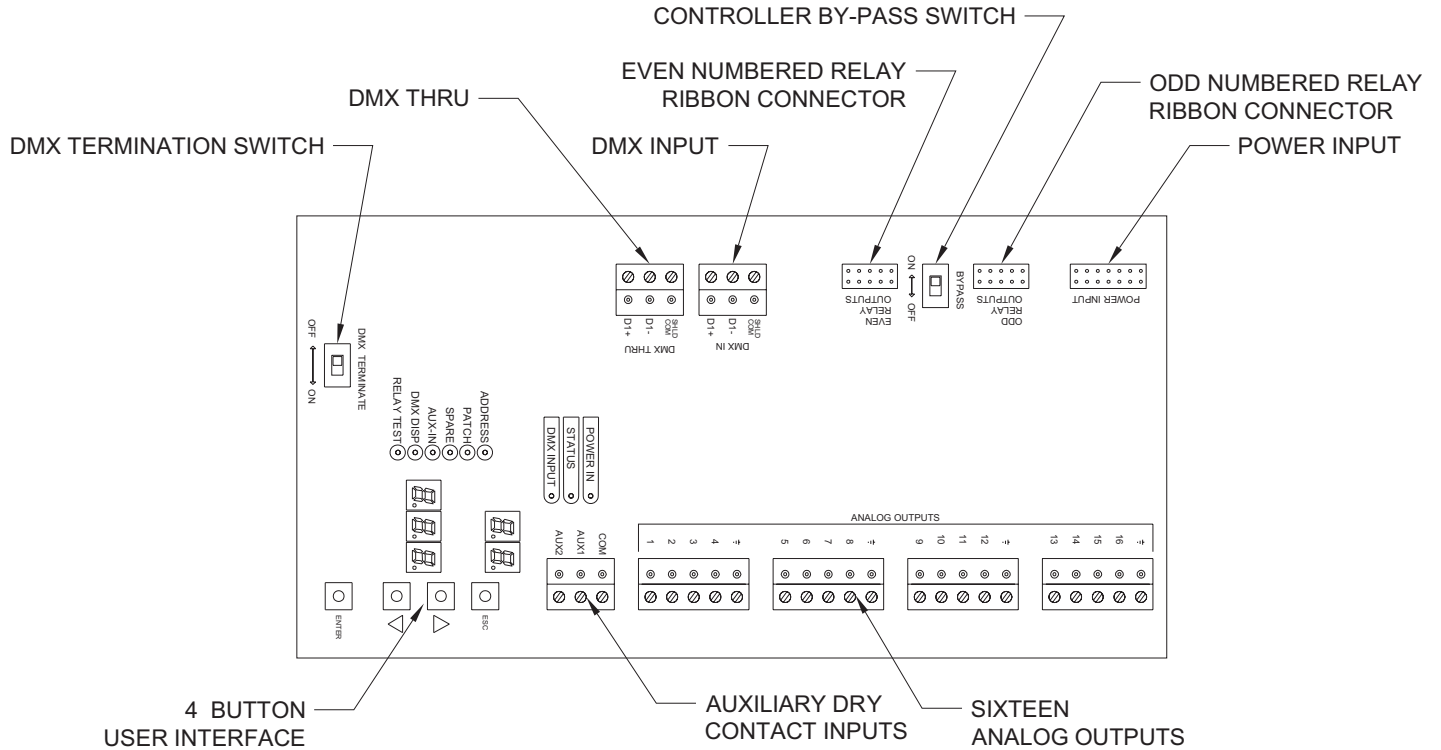 CONTROLLER BY-PASS SWITCH
EVEN NUMBERED RELAY
RIBBON CONNECTOR
ODD NUMBERED RELAY
RIBBON CONNECTOR
DMX THRU
DMX TERMINATION SWITCH
DMX INPUT
POWER INPUT
OFF
ON
DMX TERMINATE
D1+
D1-
SHLD
COM
DMX THRU
D1+
D1-
SHLD
COM
DMX IN
EVEN
RELAY
OUTPUTS
ON
OFF
BYPASS
ODD
RELAY
OUTPUTS
POWER INPUT
RELAY TEST
DMX DISP
AUX-IN
SPARE
PATCH
ADDRESS
DMX INPUT
STATUS
POWER IN
88
88
88
88
88
ENTER
ESC
AUX2
AUX1
COM
ANALOG OUTPUTS
1 2 3 4
5 6 7 8
9 10 11 12
13 14 15 16
4 BUTTON
USER INTERFACE
AUXILIARY DRY
CONTACT INPUTS
SIXTEEN
ANALOG OUTPUTS